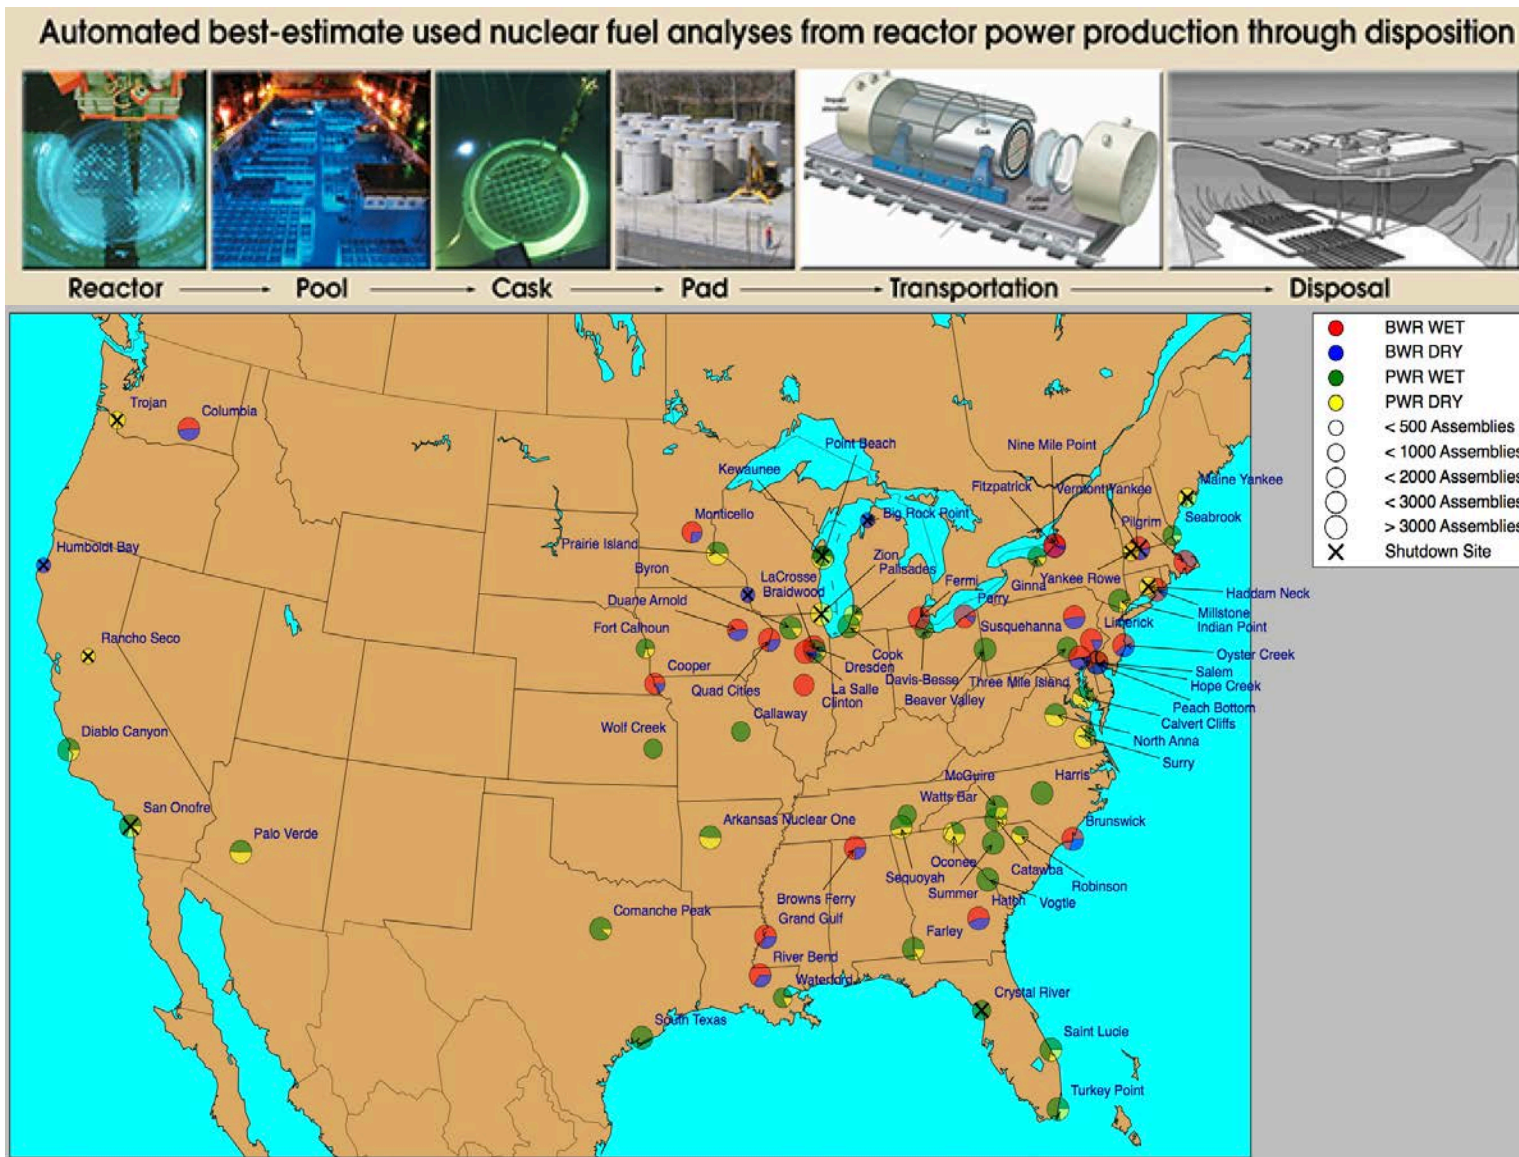 Automated best-estimate used nuclear fuel analyses from reactor power production through disposition
Impact
Cask
Reactor
Pool
Cask
Pad
Transportation
Disposal
BWR WET
BWR DRY
PWR WET
PWR DRY
< 500 Assemblies
< 1000 Assemblies
< 2000 Assemblies
< 3000 Assemblies
> 3000 Assemblies
Shutdown Site
Trojan
Columbia
Point Beach
Nine Mile Point
Kewaunee
Fitzpatrick
Vermont Yankee
Maine Yankee
Monticello
Big Rock Point
Pilgrim
Seabrook
Humboldt Bay
Prairie Island
Zion
Byron
Palisades
LaCrosse
Fermi
Ginna
Yankee Rowe
Braidwood
Perry
Haddam Neck
Duane Arnold
Millstone
Fort Calhoun
Susquehanna
Limerick
Indian Point
Rancho Seco
Cook
Oyster Creek
Cooper
Dresden
Salem
Quad Cities
La Salle
Davis-Besse
Three Mile Island
Hope Creek
Clinton
Beaver Valley
Peach Bottom
Callaway
Calvert Cliffs
Diablo Canyon
Wolf Creek
North Anna
Surry
McGuire
Harris
San Onofre
Watts Bar
Palo Verde
Arkansas Nuclear One
Brunswick
Oconee
Catawba
Sequoyah
Robinson
Summer
Browns Ferry
Hatch
Vogtle
Comanche Peak
Grand Gulf
Farley
River Bend
Waterford
Crystal River
South Texas
Saint Lucie
Turkey Point